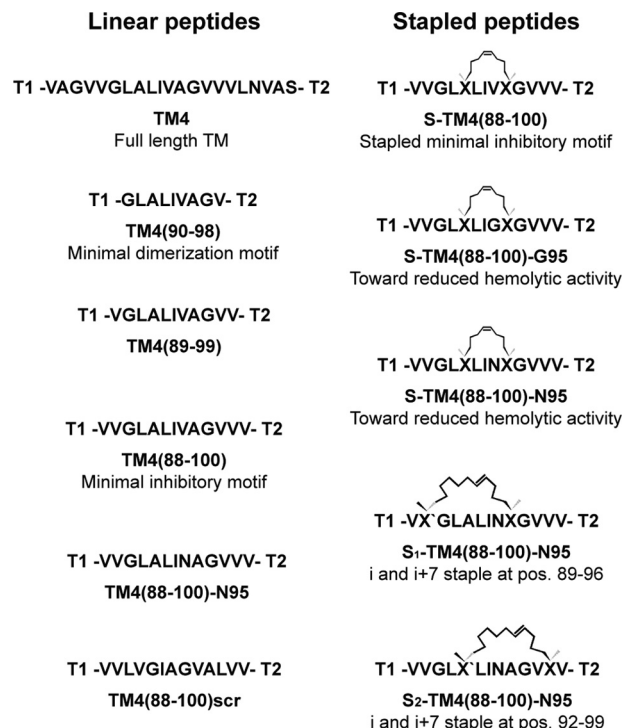 Linear peptides
T1 -VAGVVGLALIVAGVVVLNVAS- T2
TM4
Full length TM
T1 -GLALIVAGV- T2
TM4(90-98)
Minimal dimerization motif
T1 -VGLALIVAGVV- T2
TM4(89-99)
T1 -VVGLALIVAGVVV- T2
TM4(88-100)
Minimal inhibitory motif
T1 -VVGLALINAGVVV- T2
TM4(88-100)-N95
T1 -VVLVGIAGVALVV- T2
TM4(88-100)scr
Stapled peptides
T1 -VVGLXLIVXGVVV- T2
S-TM4(88-100)
Stapled minimal inhibitory motif
T1 -VVGLXLIGXGVVV- T2
S-TM4(88-100)-G95
Toward reduced hemolytic activity
T1 -VVGLXLINXGVVV- T2
S-TM4(88-100)-N95
Toward reduced hemolytic activity
T1 -VX`GLALINXGVVV- T2
S1-TM4(88-100)-N95
i and i+7 staple at pos. 89-96
T1 -VVGLX`LINAGVXV- T2
S2-TM4(88-100)-N95
i and i+7 staple at pos. 92-99